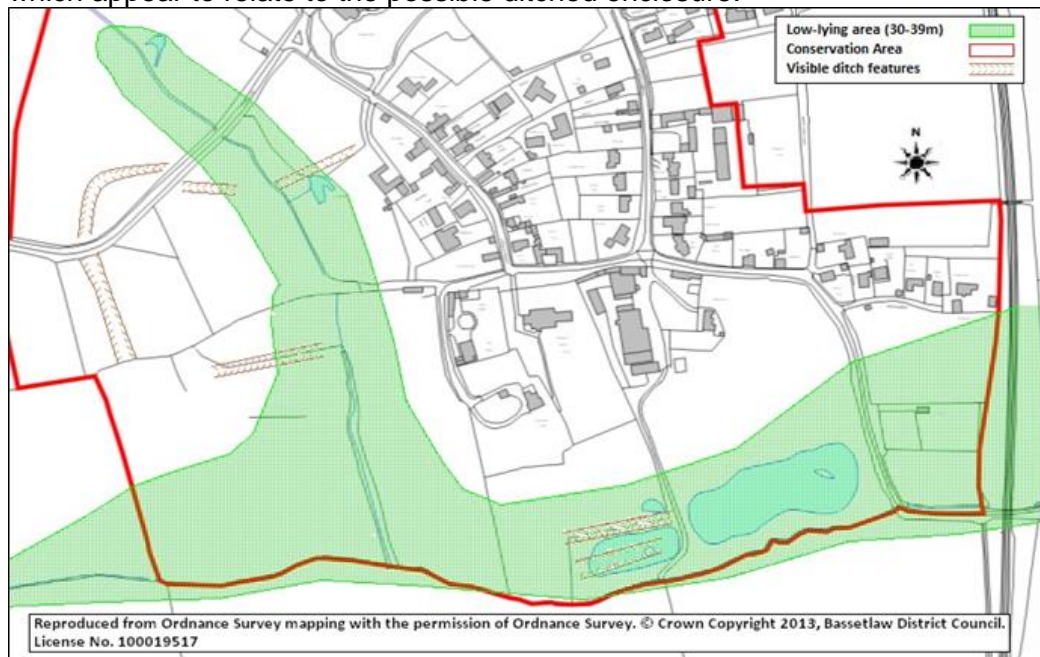 which appear to relate to the possible ditched enclosure.
Low-lying area (30-39m)
Conservation Area
Visible ditch features
N
Reproduced from Ordnance Survey mapping with the permission of Ordnance Survey. © Crown Copyright 2013, Bassetlaw District Council.
License No. 100019517